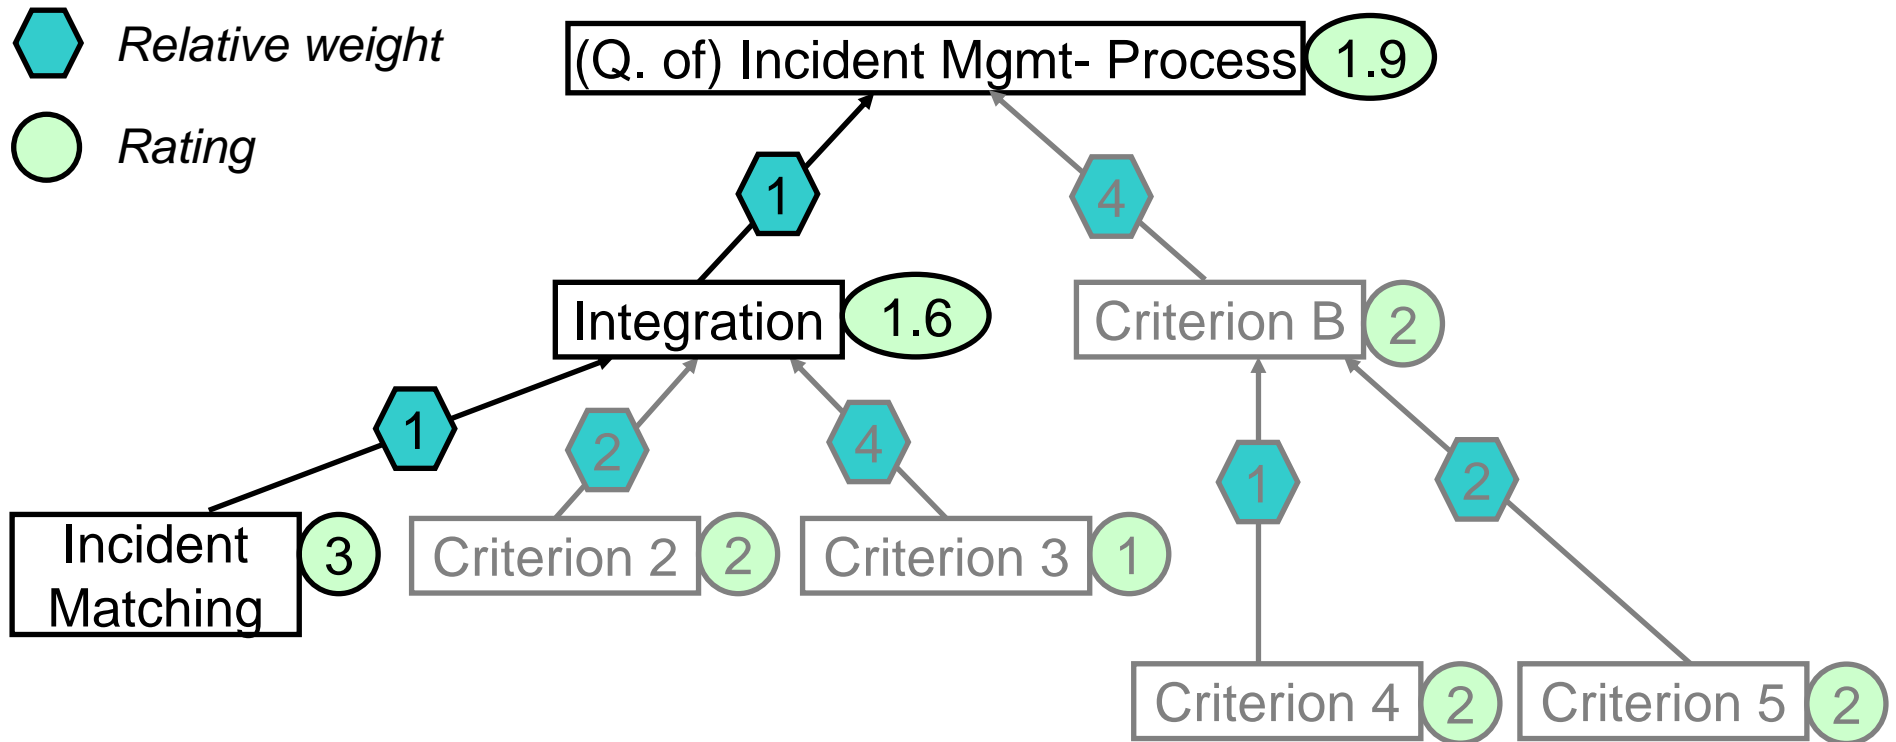 Relative weight
(Q. of) Incident Mgmt- Process 1.9
Rating
1
4
Integration 1.6
Criterion B 2
1
2
4
1
2
Incident
Matching
3
Criterion 2 2
Criterion 3 1
Criterion 4 2
Criterion 5 2